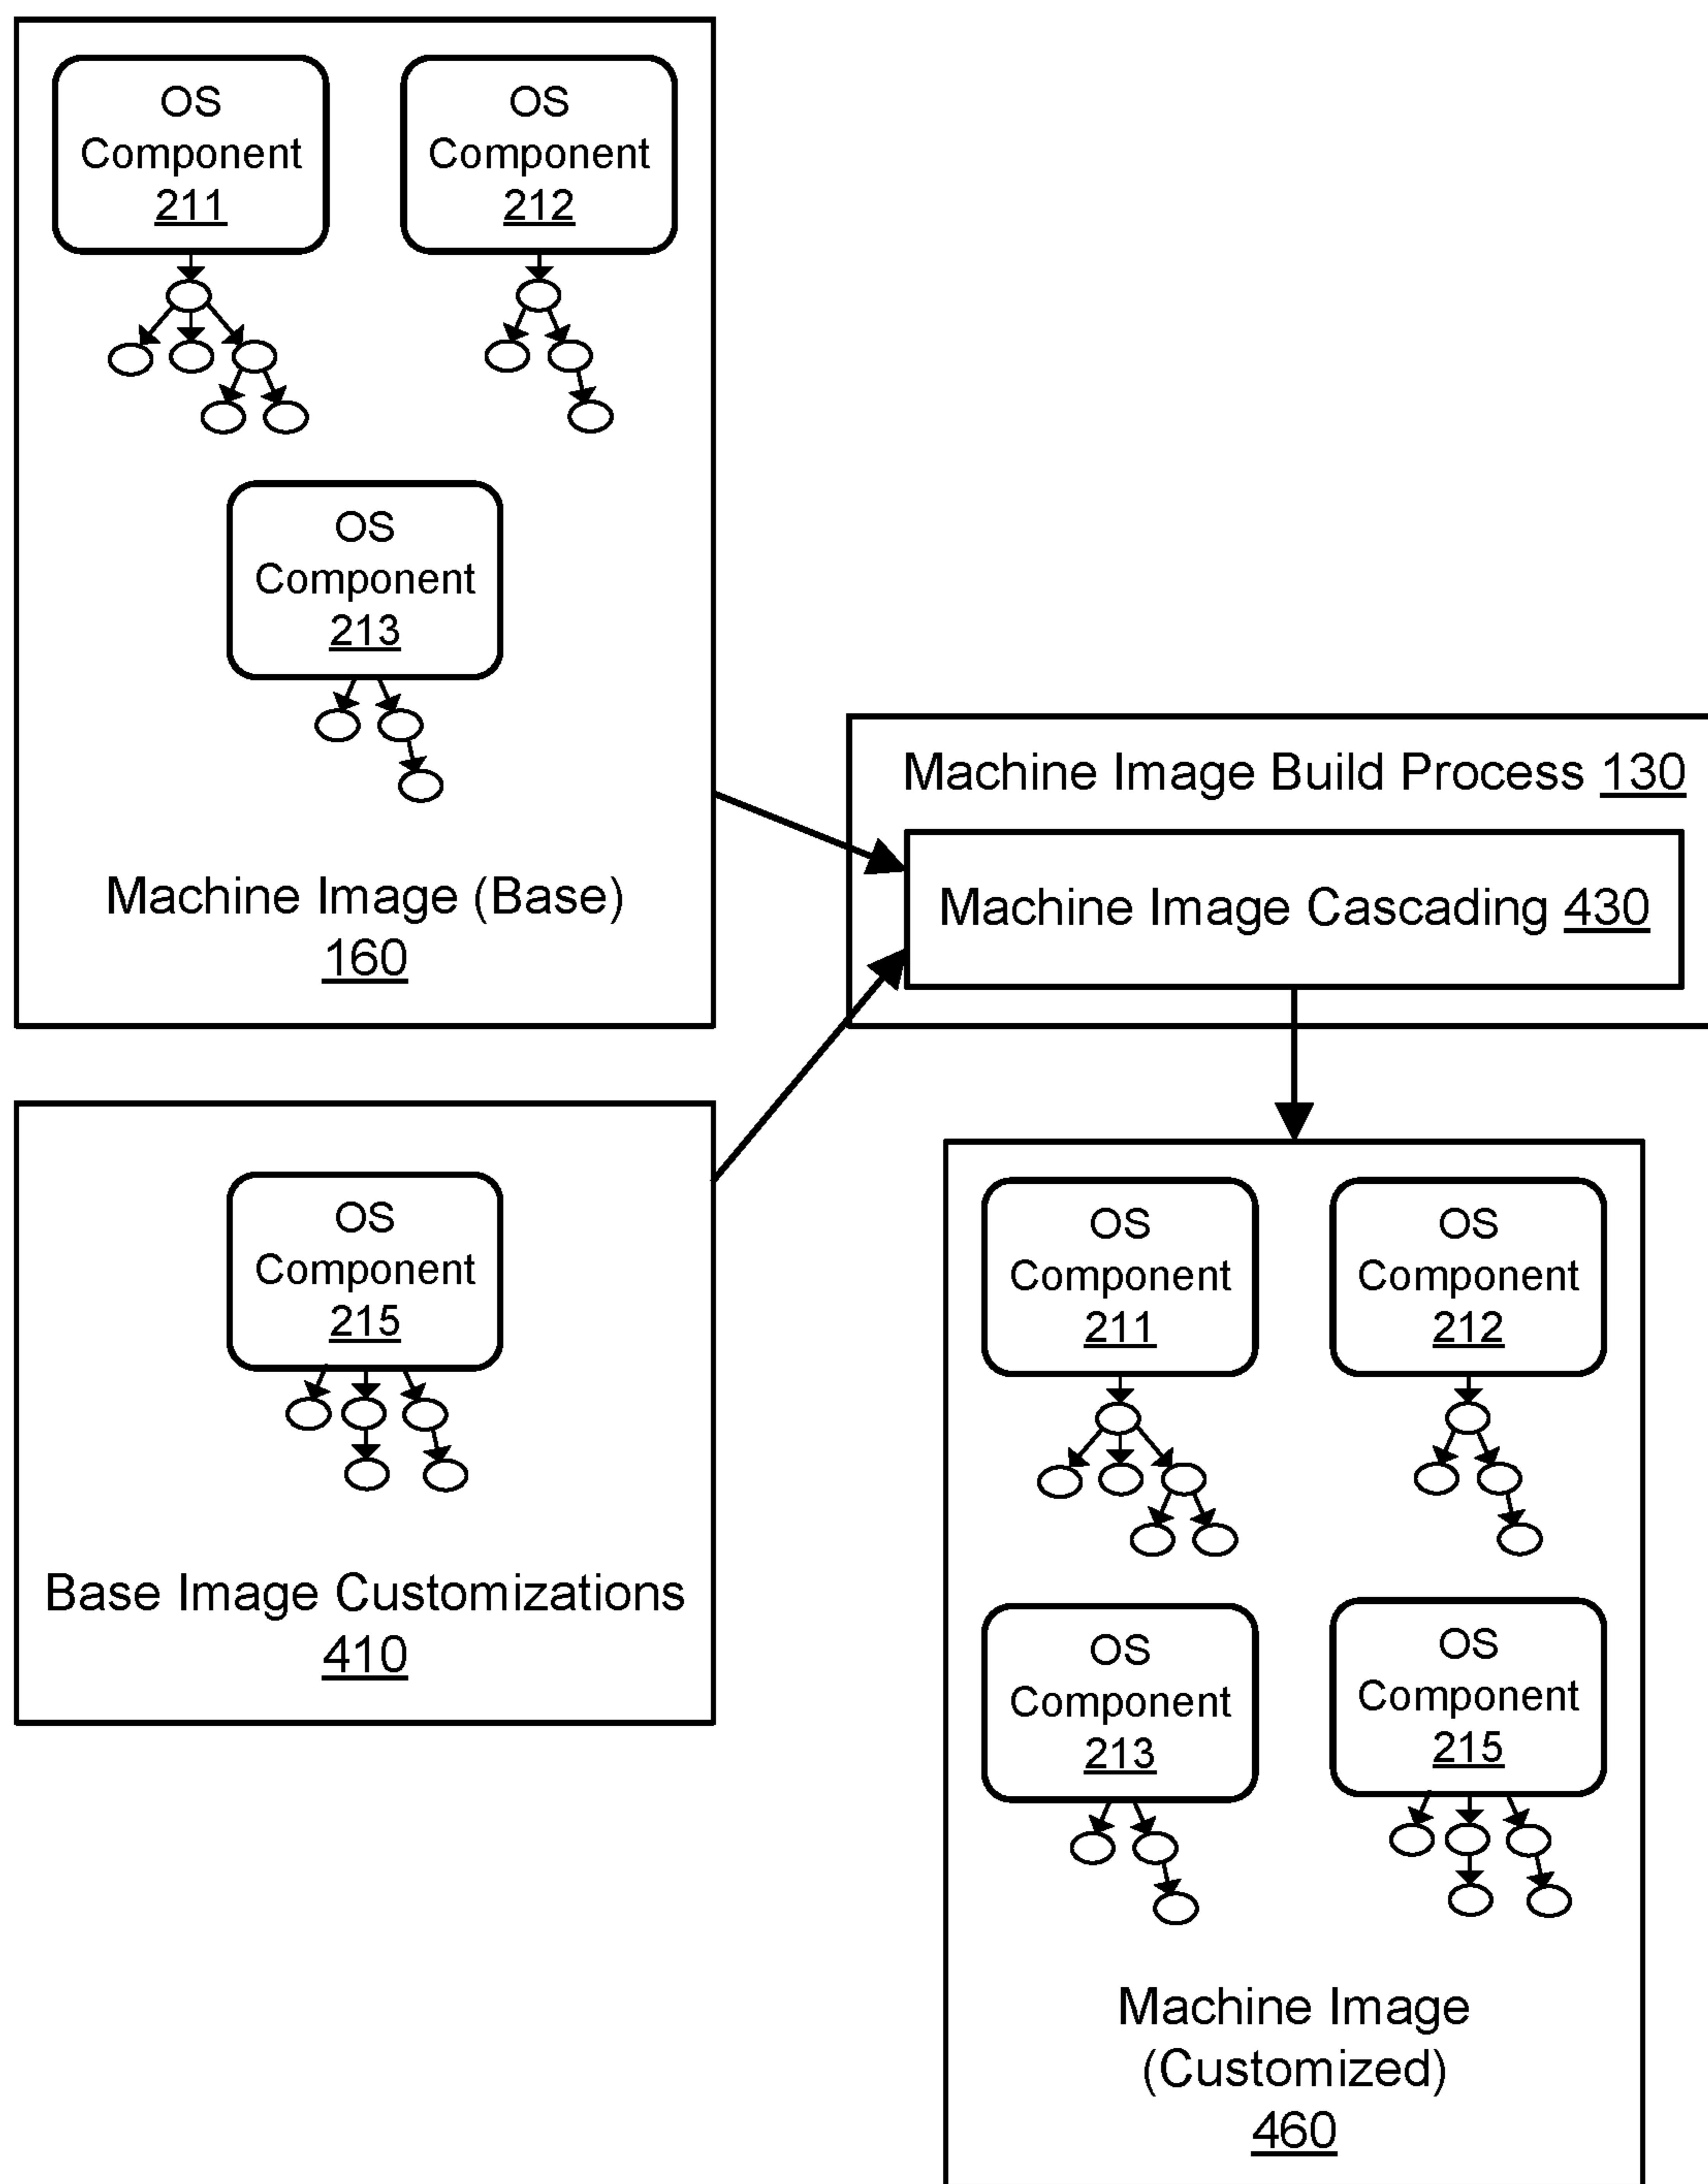 OS
Component
211
OS
Component
212
OS
Component
213
Machine Image (Base)
160
Machine Image Build Process 130
Machine Image Cascading 430
OS
Component
215
Base Image Customizations
410
OS
Component
211
OS
Component
212
OS
Component
213
OS
Component
215
Machine Image
(Customized)
460